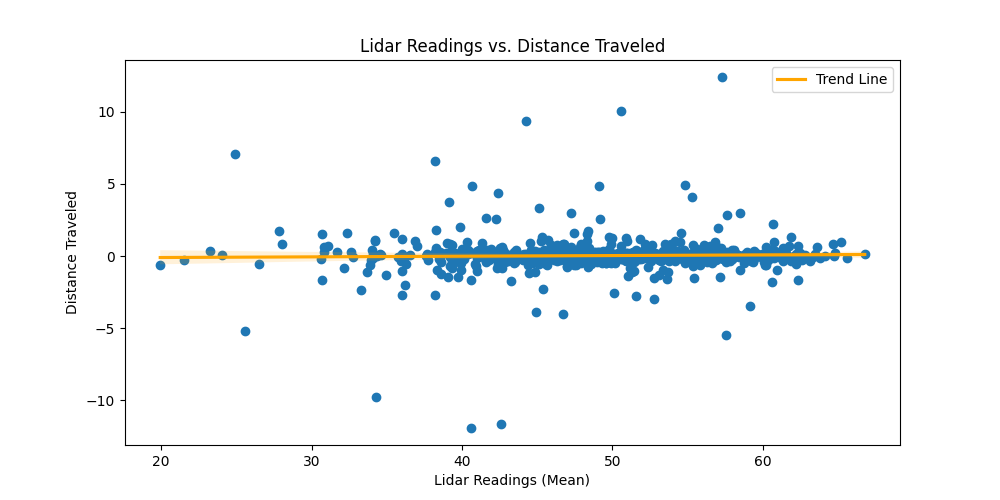 Lidar Readings vs. Distance Traveled
Trend Line
Distance Traveled
10
5
0
−5
−10
20 30 40 50 60
Lidar Readings (Mean)